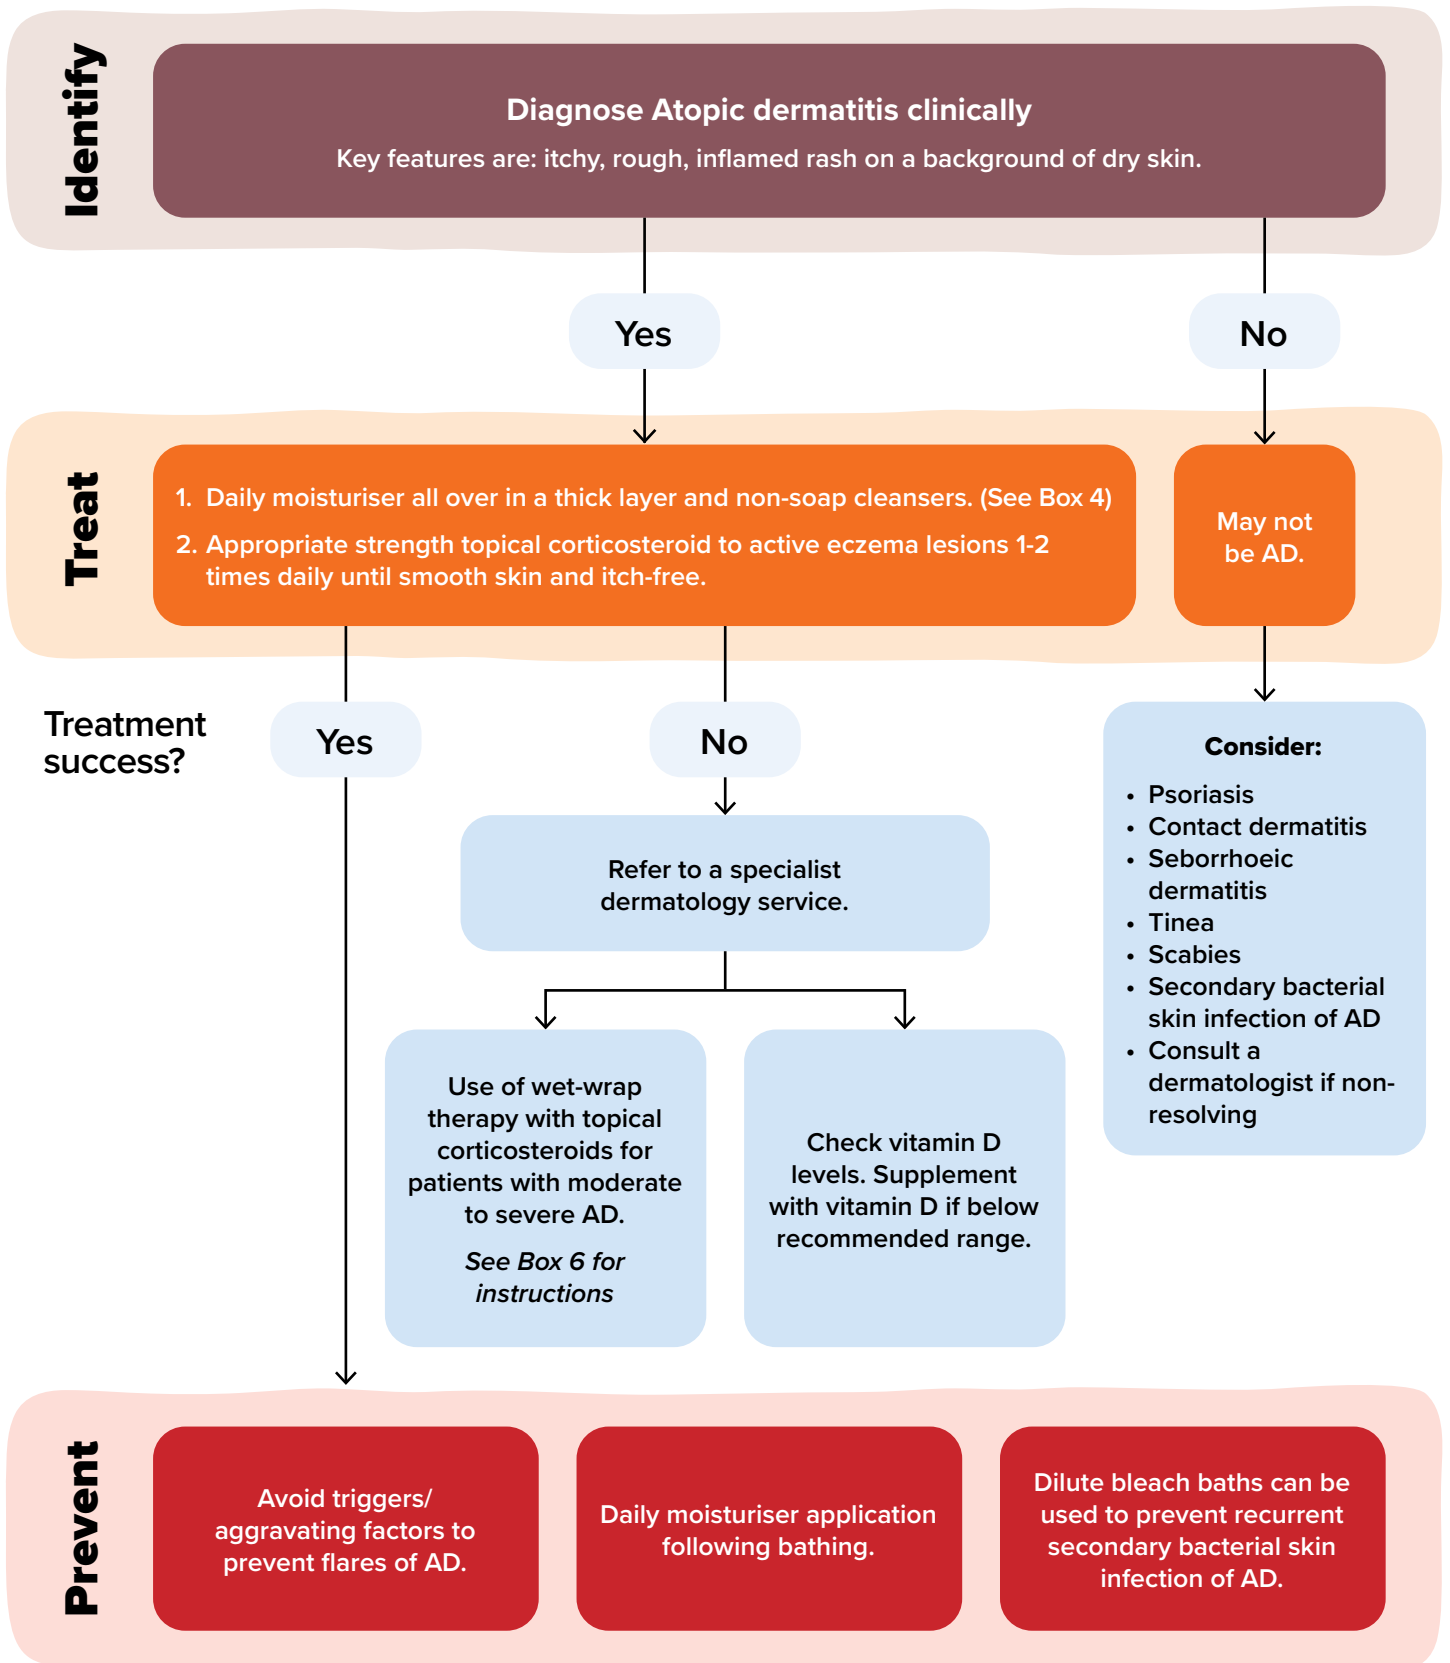 Identify
Diagnose Atopic dermatitis clinically
Key features are: itchy, rough, inflamed rash on a background of dry skin.
Yes
No
Treat
1. Daily moisturiser all over in a thick layer and non-soap cleansers. (See Box 4)
2. Appropriate strength topical corticosteroid to active eczema lesions 1-2
times daily until smooth skin and itch-free.
May not
be AD.
Treatment
success?
Yes
No
Refer to a specialist
dermatology service.
Use of wet-wrap
therapy with topical
corticosteroids for
patients with moderate
to severe AD.
See Box 6 for
instructions
Check vitamin D
levels. Supplement
with vitamin D if below
recommended range.
Consider:
• Psoriasis
• Contact dermatitis
• Seborrhoeic
dermatitis
• Tinea
• Scabies
• Secondary bacterial
skin infection of AD
• Consult a
dermatologist if non-
resolving
Prevent
Avoid triggers/
aggravating factors to
prevent flares of AD.
Daily moisturiser application
following bathing.
Dilute bleach baths can be
used to prevent recurrent
secondary bacterial skin
infection of AD.